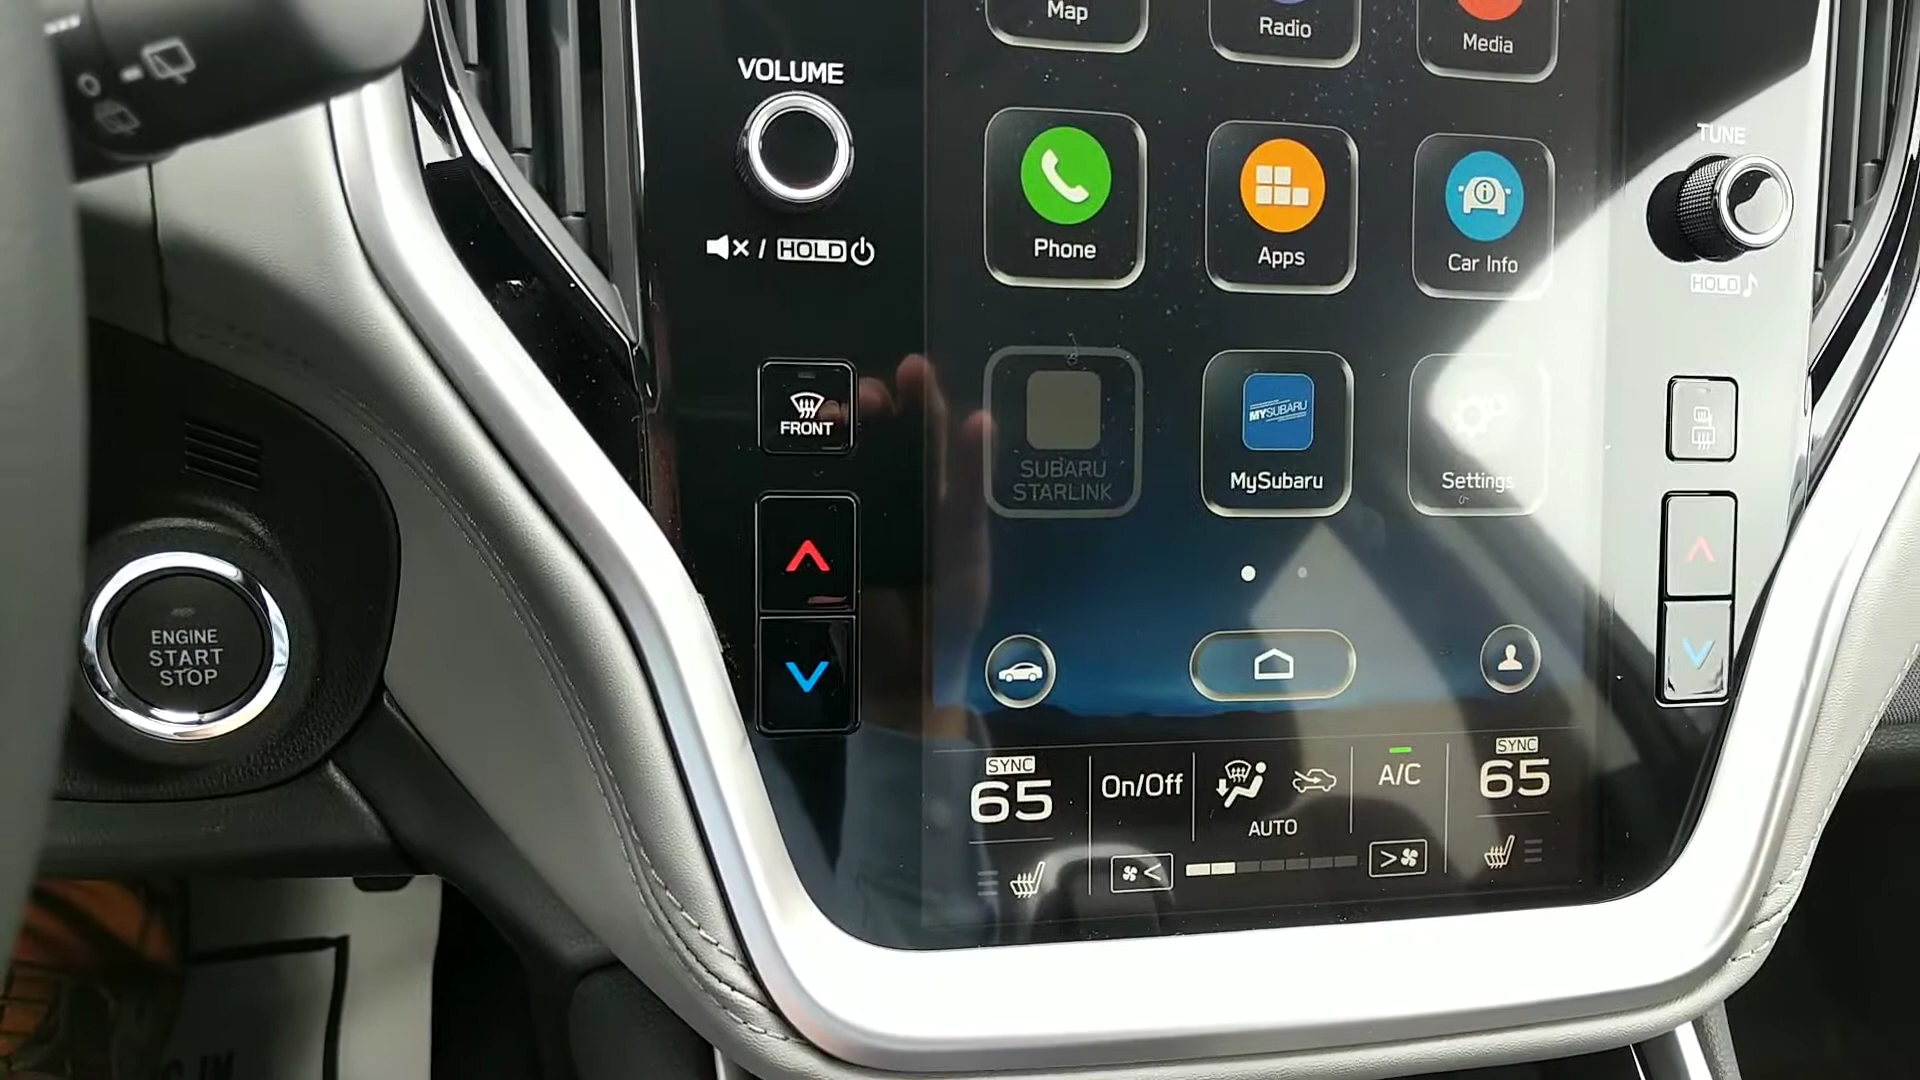 Map
Radio
Media
VOLUME
TUNE
Phone
Apps
Car Info
/ HOLD
HOLD
FRONT
MYSUBARU
SUBARU
STARLINK
MySubaru
Settings
ENGINE
START
STOP
SYNC
65
On/Off
AUTO
A/C
SYNC
65